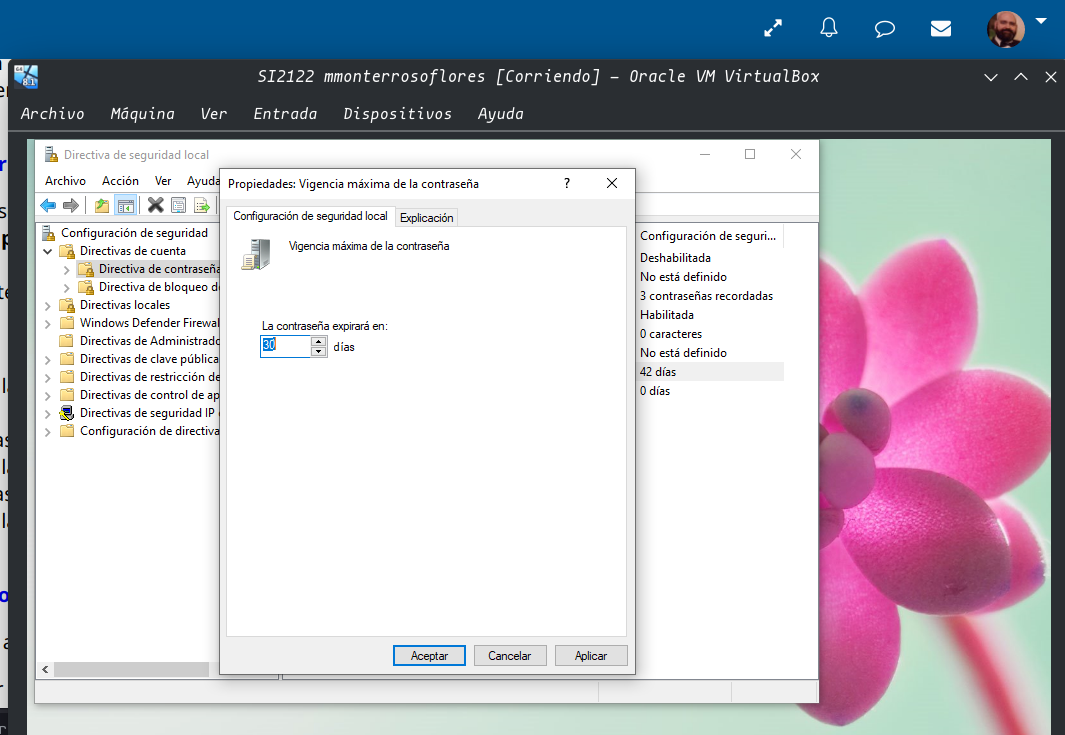 SI2122 mmonterrosoflores [Corriendo] – Oracle VM VirtualBox
Archivo Máquina Ver Entrada Dispositivos Ayuda
Directiva de seguridad local
Archivo Acción Ver Ayuda
Configuración de seguridad
Directivas de cuenta
Directiva de contraseña
Directiva de bloqueo d
Directivas locales
Windows Defender Firewal
Directivas de Administrado
Directivas de clave pública
Directivas de restricción de
Directivas de control de ap
Directivas de seguridad IP
Configuración de directiva
Propiedades: Vigencia máxima de la contraseña
Configuración de seguridad local
Explicación
Vigencia máxima de la contraseña
La contraseña expirará en:
30 días
Aceptar Cancelar Aplicar
Configuración de seguri...
Deshabilitada
No está definido
3 contraseñas recordadas
Habilitada
0 caracteres
No está definido
42 días
0 días